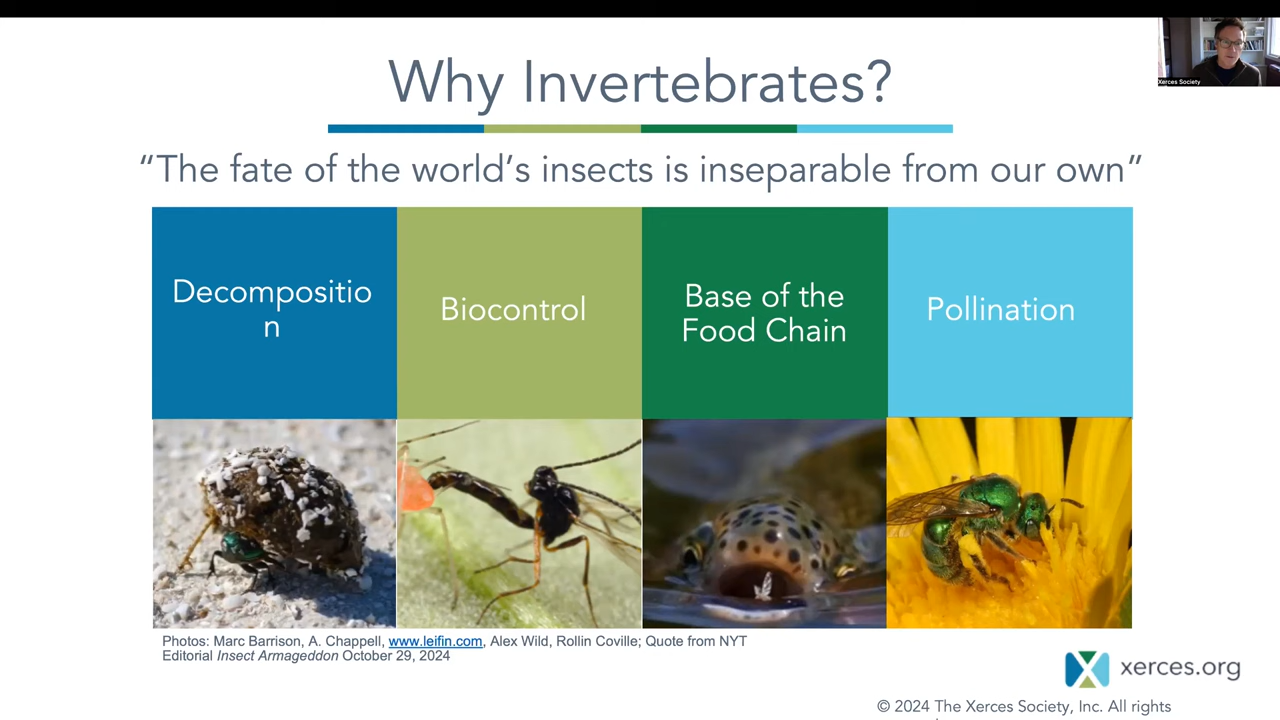 Why Invertebrates?
Xerces Society
“The fate of the world’s insects is inseparable from our own”
Decompositio
n
Biocontrol
Base of the
Food Chain
Pollination
Photos: Marc Barrison, A. Chappell, www.leifin.com, Alex Wild, Rollin Coville; Quote from NYT
Editorial Insect Armageddon October 29, 2024
xerces.org
© 2024 The Xerces Society, Inc. All rights